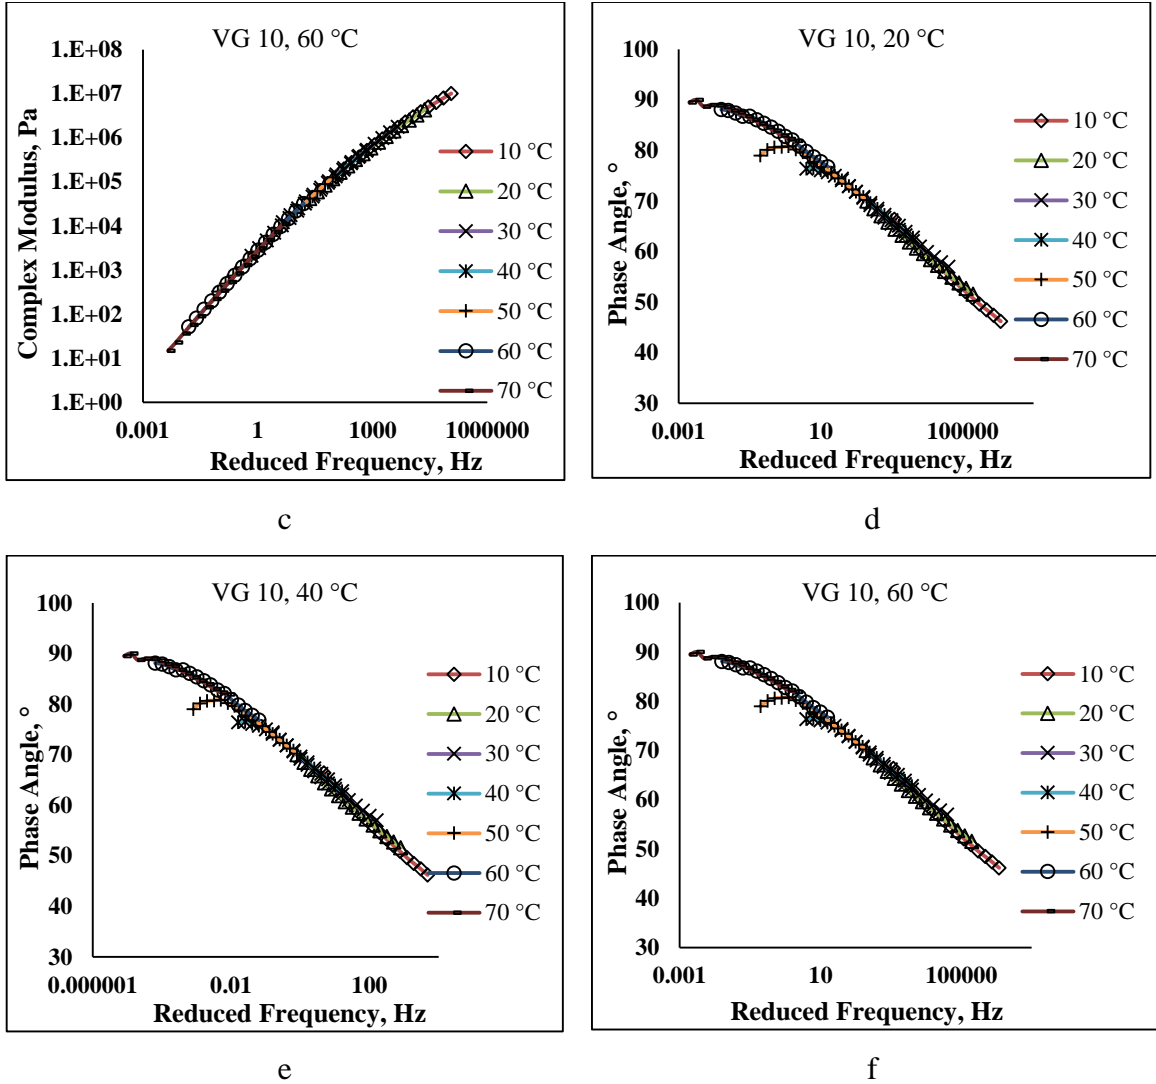 VG 10, 60 °C
1.E+08
1.E+07
1.E+06
1.E+05
1.E+04
1.E+03
1.E+02
1.E+01
1.E+00
Complex Modulus, Pa
0.001 1 1000 1000000
Reduced Frequency, Hz
10 °C
20 °C
30 °C
40 °C
50 °C
60 °C
70 °C
c
VG 10, 20 °C
100
90
80
70
60
50
40
30
Phase Angle, °
0.001 10 100000
Reduced Frequency, Hz
10 °C
20 °C
30 °C
40 °C
50 °C
60 °C
70 °C
d
VG 10, 40 °C
100
90
80
70
60
50
40
30
Phase Angle, °
0.000001 0.01 100
Reduced Frequency, Hz
10 °C
20 °C
30 °C
40 °C
50 °C
60 °C
70 °C
e
VG 10, 60 °C
100
90
80
70
60
50
40
30
Phase Angle, °
0.001 10 100000
Reduced Frequency, Hz
10 °C
20 °C
30 °C
40 °C
50 °C
60 °C
70 °C
f